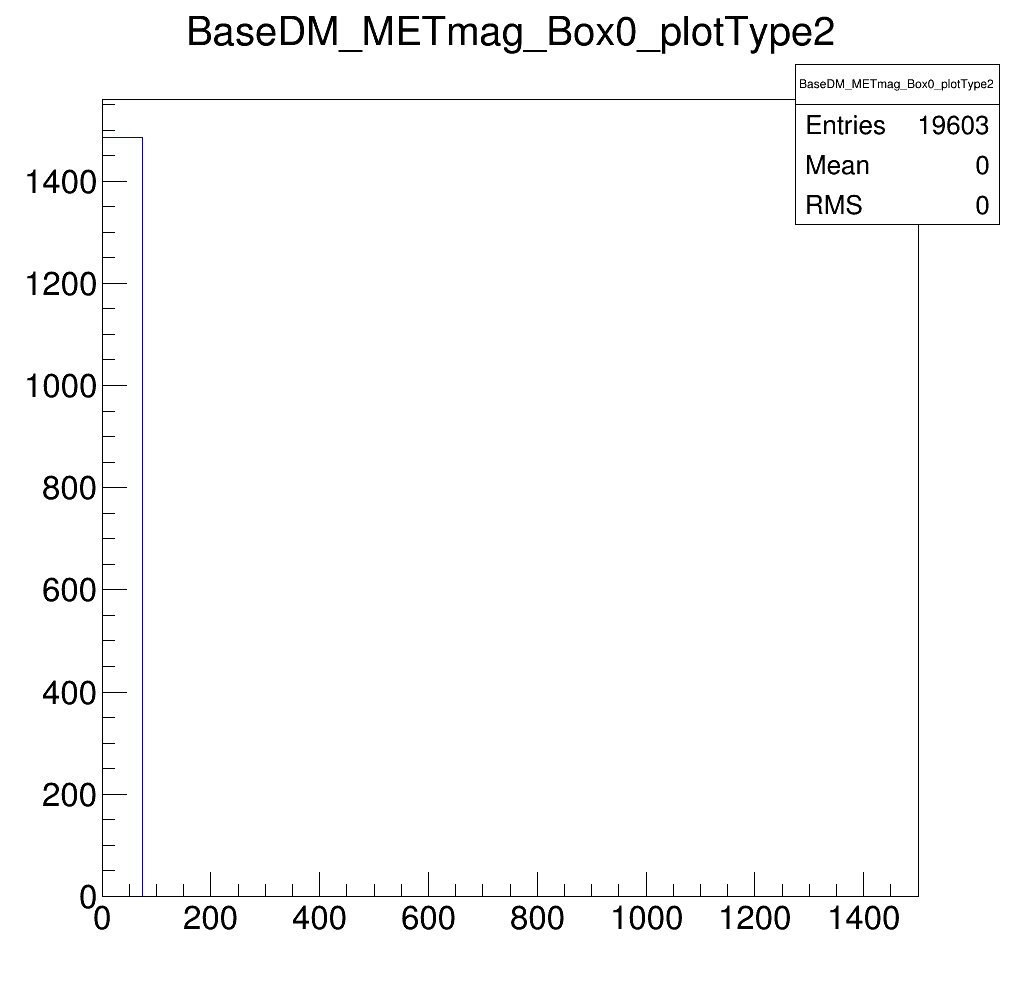 BaseDM_METmag_Box0_plotType2
BaseDM_METmag_Box0_plotType2
Entries 19603
Mean 0
RMS 0
1400
1200
1000
800
600
400
200
0
0 200 400 600 800 1000 1200 1400